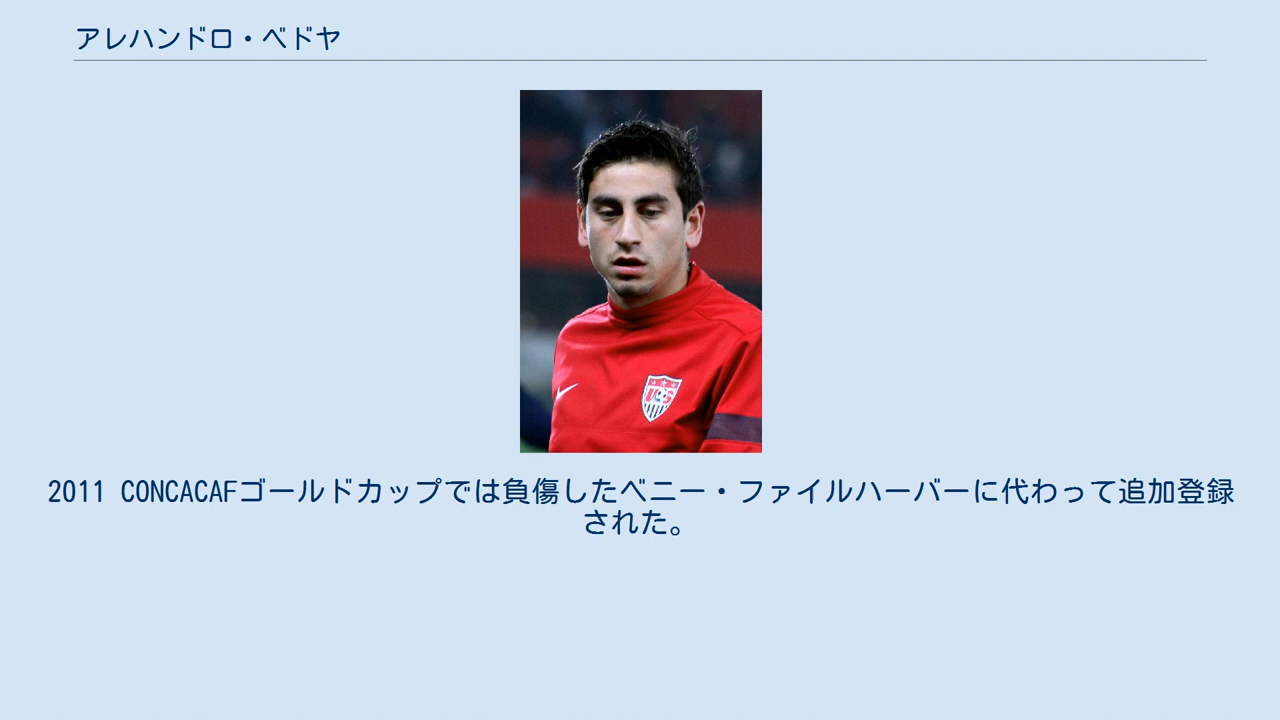 アレハンドロ・ベドヤ
2011 CONCACAFゴールドカップでは負傷したベニー・ファイルハーバーに代わって追加登録
された。